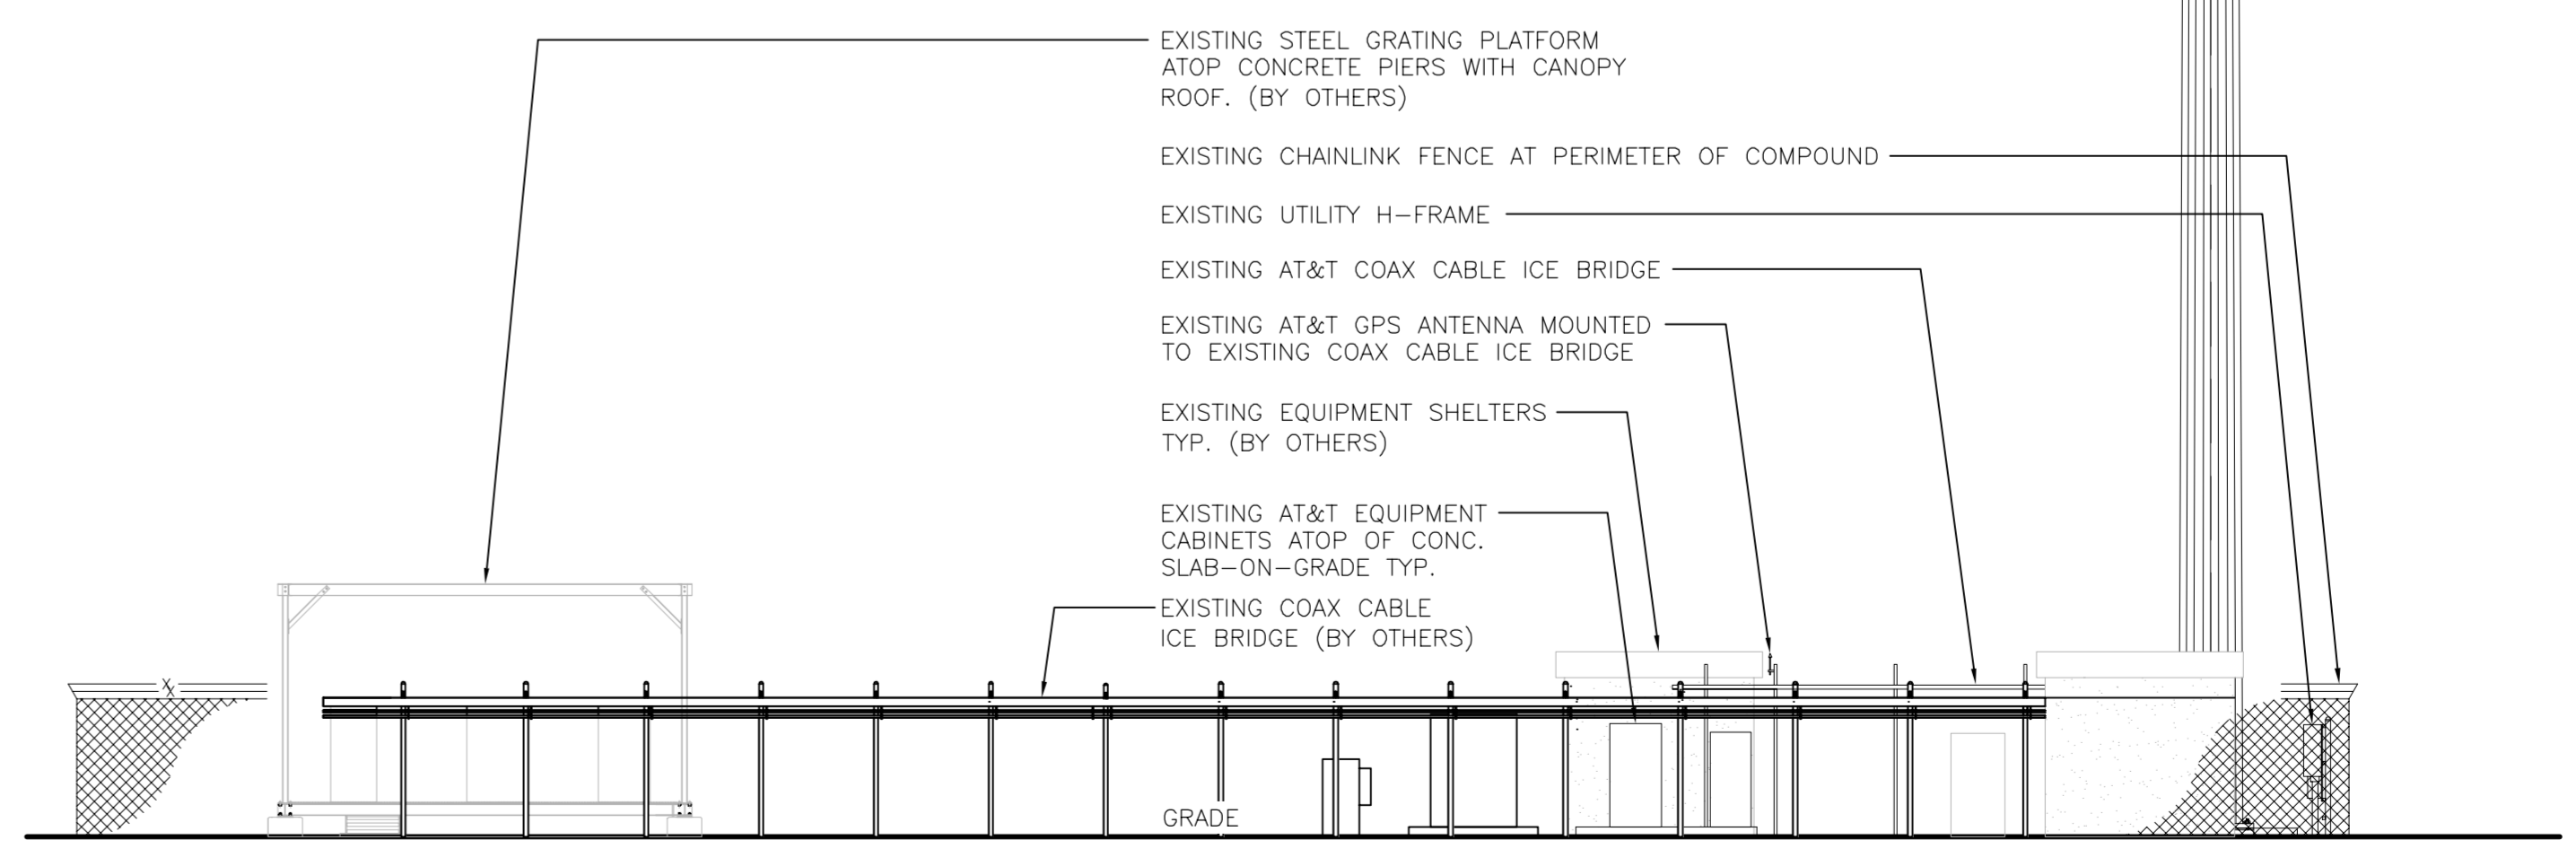 EXISTING STEEL GRATING PLATFORM
ATOP CONCRETE PIERS WITH CANOPY
ROOF. (BY OTHERS)
EXISTING CHAINLINK FENCE AT PERIMETER OF COMPOUND
EXISTING UTILITY H-FRAME
EXISTING AT&T COAX CABLE ICE BRIDGE
EXISTING AT&T GPS ANTENNA MOUNTED
TO EXISTING COAX CABLE ICE BRIDGE
EXISTING EQUIPMENT SHELTERS
TYP. (BY OTHERS)
EXISTING AT&T EQUIPMENT
CABINETS ATOP OF CONC.
SLAB-ON-GRADE TYP.
EXISTING COAX CABLE
ICE BRIDGE (BY OTHERS)
GRADE